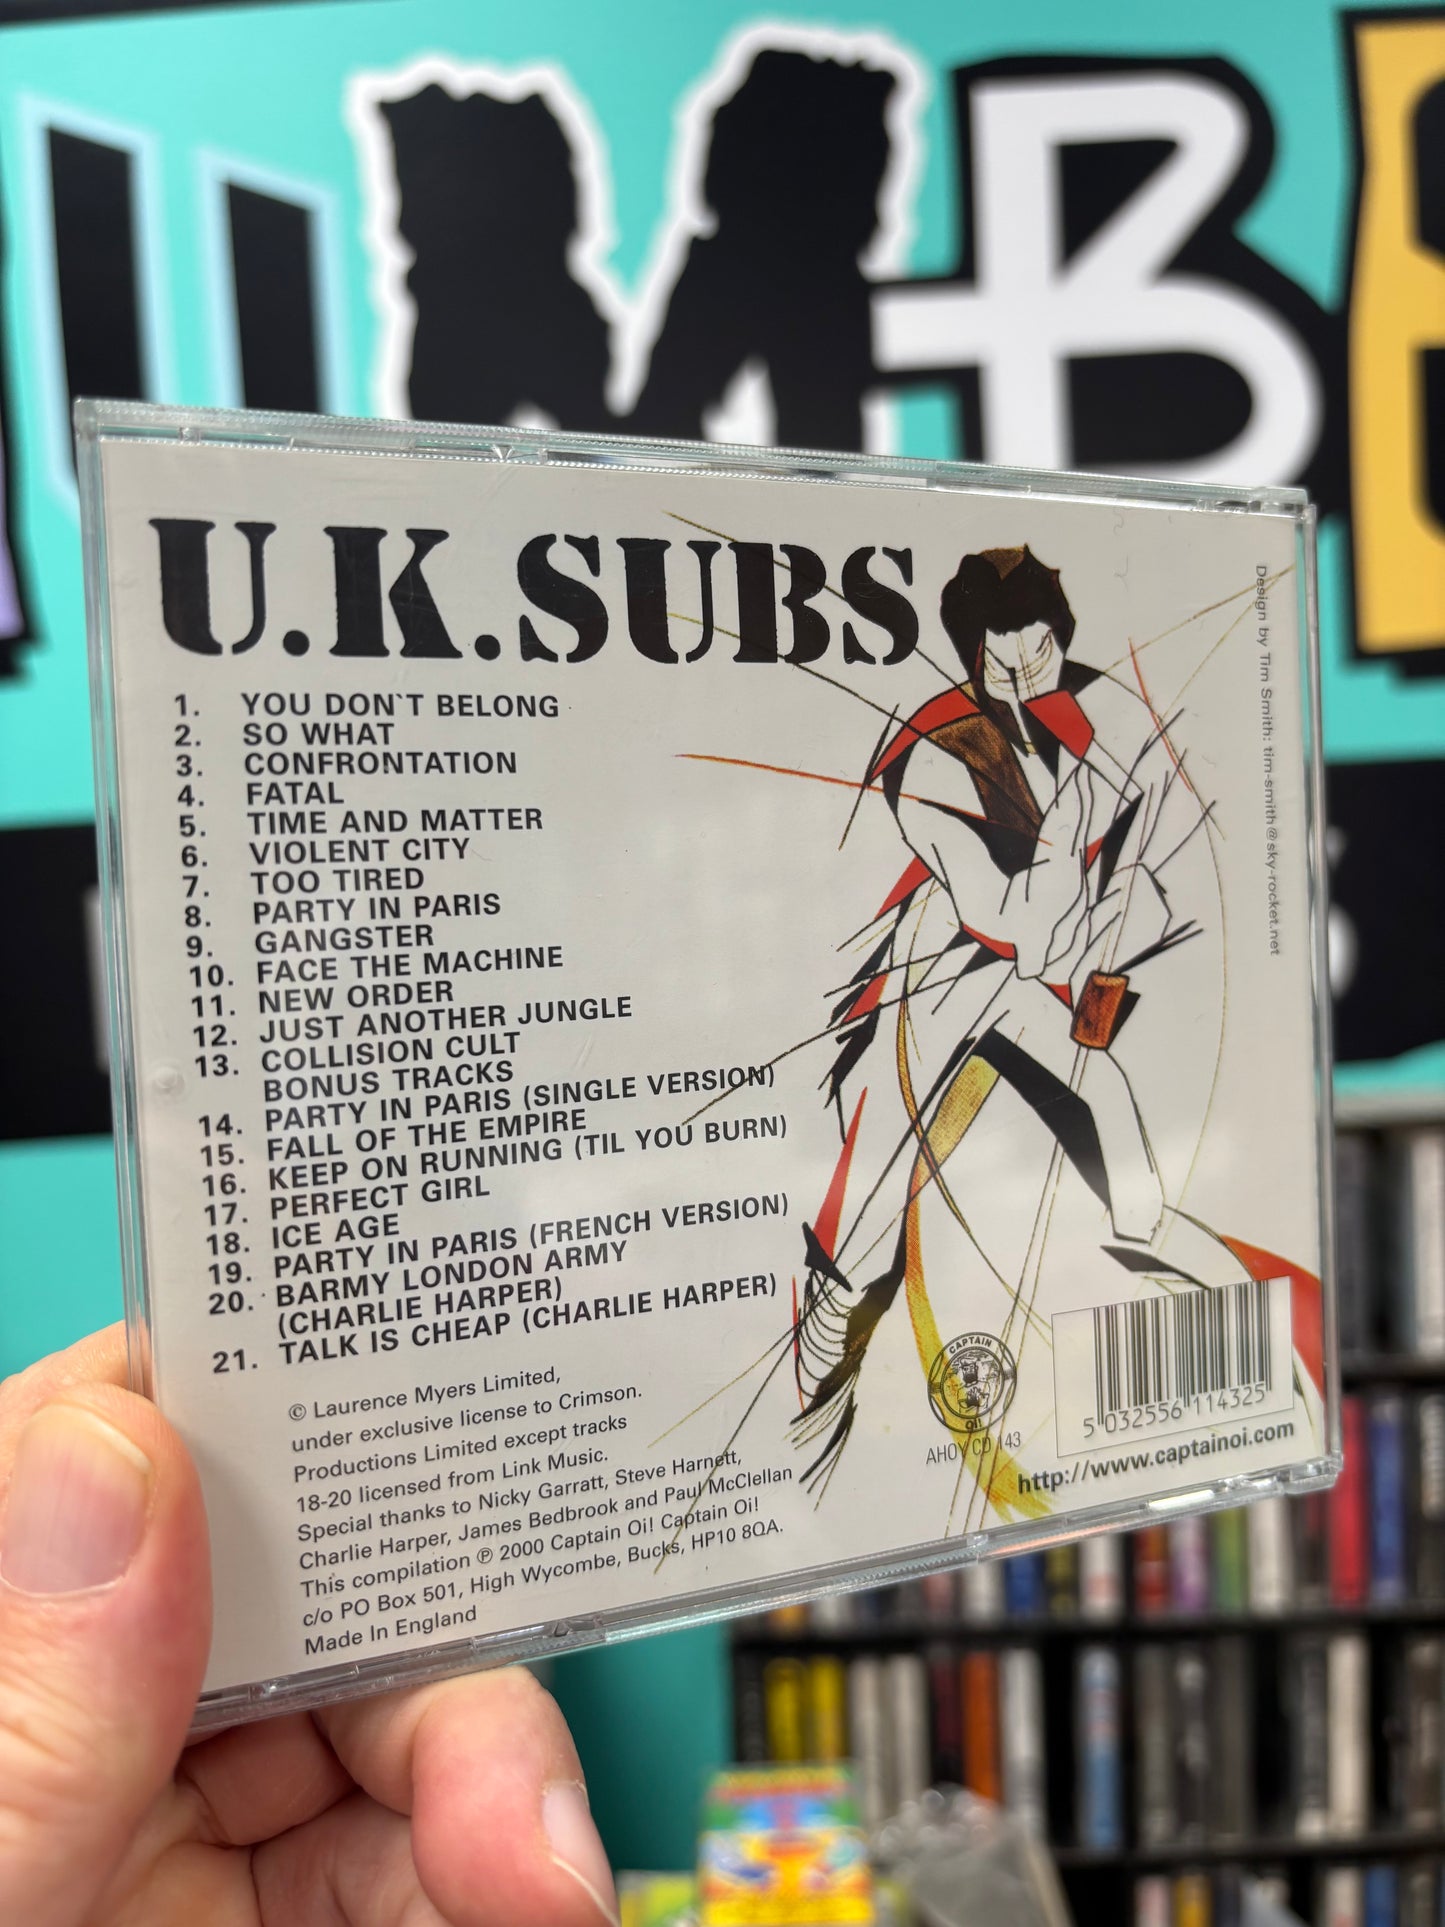 U.K.SUBS
1. YOU DON`T BELONG
2. SO WHAT
3. CONFRONTATION
4. FATAL
5. TIME AND MATTER
6. VIOLENT CITY
7. TOO TIRED
8. PARTY IN PARIS
9. GANGSTER
10. FACE THE MACHINE
11. NEW ORDER
12. JUST ANOTHER JUNGLE
13. COLLISION CULT
BONUS TRACKS
14. PARTY IN PARIS (SINGLE VERSION)
15. FALL OF THE EMPIRE
16. KEEP ON RUNNING (TIL YOU BURN)
17. PERFECT GIRL
18. ICE AGE
19. PARTY IN PARIS (FRENCH VERSION)
20. BARMY LONDON ARMY
(CHARLIE HARPER)
21. TALK IS CHEAP (CHARLIE HARPER)
© Laurence Myers Limited,
under exclusive license to Crimson.
Productions Limited except tracks
18-20 licensed from Link Music.
Special thanks to Nicky Garratt, Steve Harnett,
Charlie Harper, James Bedbrook and Paul McClellan
This compilation ℗ 2000 Captain Oi! Captain Oi!
c/o PO Box 501, High Wycombe, Bucks, HP10 8QA.
Made In England
Design by Tim Smith: tim-smith@sky-rocket.net
CAPTAIN
Oi!
AHOY CD 143
5 032556 114325
http://www.captainoi.com